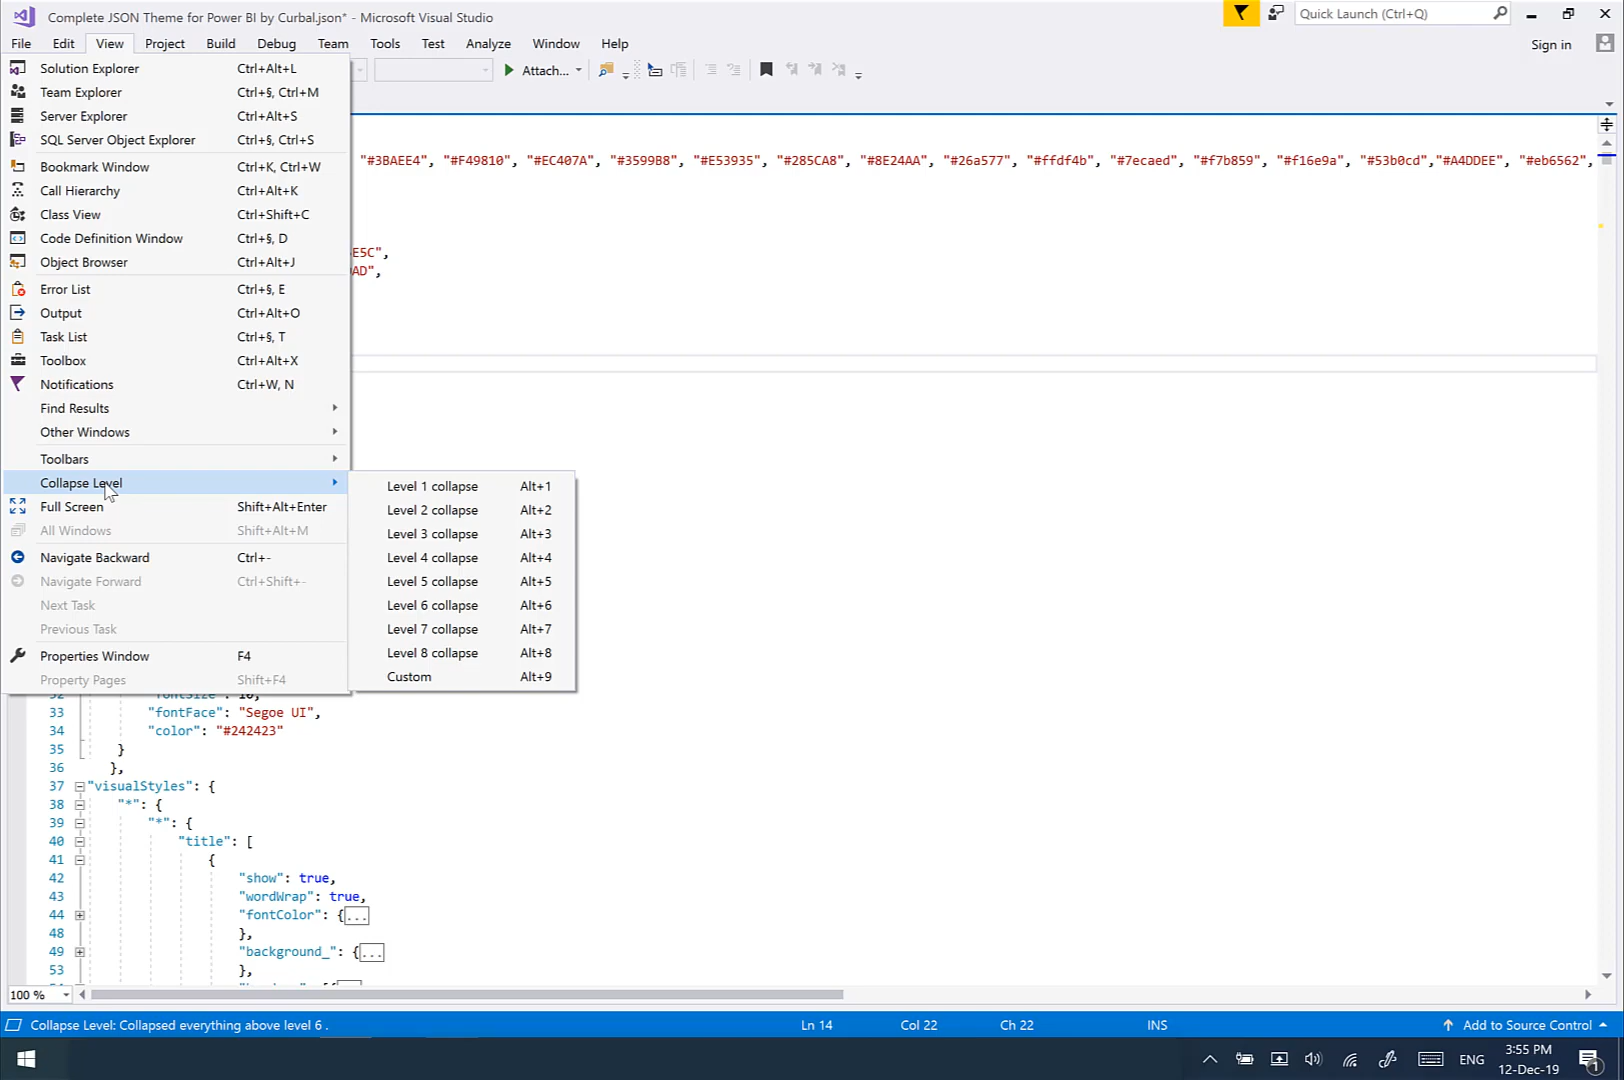 Complete JSON Theme for Power BI by Curbal.json* - Microsoft Visual Studio
Quick Launch (Ctrl+Q)
File Edit View Project Build Debug Team Tools Test Analyze Window Help
Sign in
Attach...
Solution Explorer Ctrl+Alt+L
Team Explorer Ctrl+§, Ctrl+M
Server Explorer Ctrl+Alt+S
SQL Server Object Explorer Ctrl+§, Ctrl+S
"#3BAEE4", "#F49810", "#EC407A", "#3599B8", "#E53935", "#285CA8", "#8E24AA", "#26a577", "#ffdf4b", "#7ecaed", "#f7b859", "#f16e9a", "#53b0cd","#A4DDEE", "#eb6562",
Bookmark Window Ctrl+K, Ctrl+W
Call Hierarchy Ctrl+Alt+K
Class View Ctrl+Shift+C
Code Definition Window Ctrl+§, D
E5C",
Object Browser Ctrl+Alt+J
AD",
Error List Ctrl+§, E
Output Ctrl+Alt+O
Task List Ctrl+§, T
Toolbox Ctrl+Alt+X
Notifications Ctrl+W, N
Find Results
Other Windows
Toolbars
Collapse Level
Full Screen Shift+Alt+Enter
All Windows Shift+Alt+M
Navigate Backward Ctrl+-
Navigate Forward Ctrl+Shift+-
Next Task
Previous Task
Properties Window F4
Property Pages Shift+F4
Level 1 collapse Alt+1
Level 2 collapse Alt+2
Level 3 collapse Alt+3
Level 4 collapse Alt+4
Level 5 collapse Alt+5
Level 6 collapse Alt+6
Level 7 collapse Alt+7
Level 8 collapse Alt+8
Custom Alt+9
33 "fontFace": "Segoe UI",
34 "color": "#242423"
35 }
36 },
37 "visualStyles": {
38 "*": {
39 "*": {
40 "title": [
41 {
42 "show": true,
43 "wordWrap": true,
44 "fontColor": {...
48 },
49 "background_": {...
53 },
100 %
Collapse Level: Collapsed everything above level 6 .
Ln 14 Col 22 Ch 22 INS
Add to Source Control
ENG
3:55 PM
12-Dec-19
1